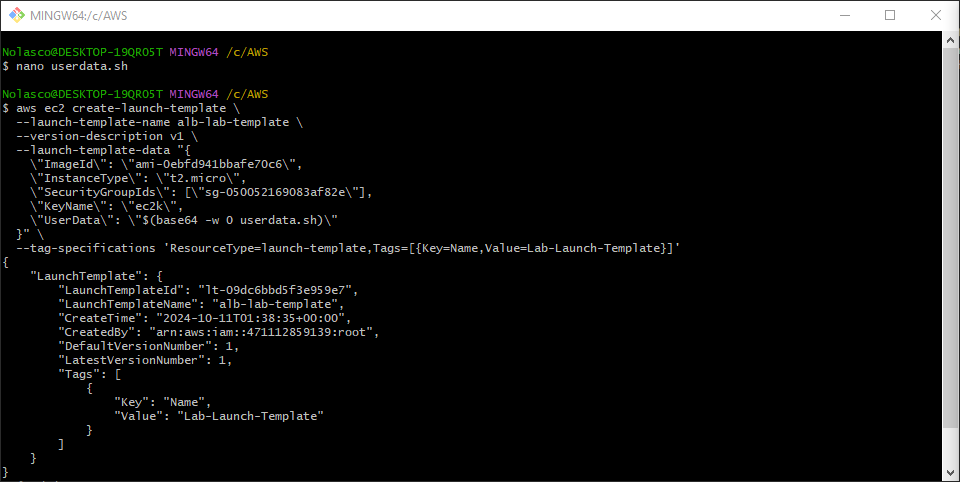 MINGW64:/c/AWS
Nolasco@DESKTOP-19QRO5T MINGW64 /c/AWS
$ nano userdata.sh
Nolasco@DESKTOP-19QRO5T MINGW64 /c/AWS
$ aws ec2 create-launch-template \
  --launch-template-name alb-lab-template \
  --version-description v1 \
  --launch-template-data "{
    \"ImageId\": \"ami-0ebfd941bbafe70c6\",
    \"InstanceType\": \"t2.micro\",
    \"SecurityGroupIds\": [\"sg-050052169083af82e\"],
    \"KeyName\": \"ec2k\",
    \"UserData\": \"$(base64 -w 0 userdata.sh)\"
  }" \
  --tag-specifications 'ResourceType=launch-template,Tags=[{Key=Name,Value=Lab-Launch-Template}]'
{
    "LaunchTemplate": {
        "LaunchTemplateId": "lt-09dc6bbd5f3e959e7",
        "LaunchTemplateName": "alb-lab-template",
        "CreateTime": "2024-10-11T01:38:35+00:00",
        "CreatedBy": "arn:aws:iam::471112859139:root",
        "DefaultVersionNumber": 1,
        "LatestVersionNumber": 1,
        "Tags": [
            {
                "Key": "Name",
                "Value": "Lab-Launch-Template"
            }
        ]
    }
}